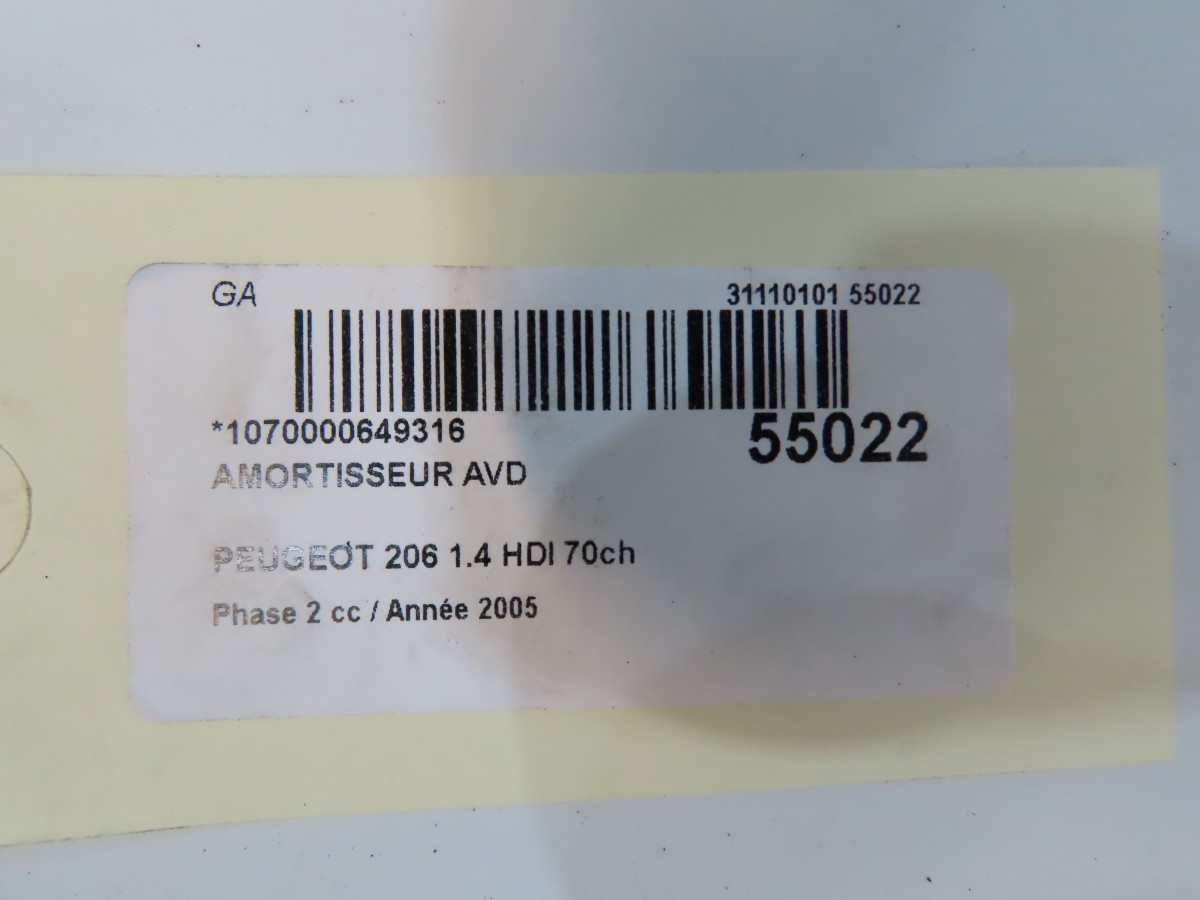 GA 31110101 55022
*1070000649316 55022
AMORTISSEUR AVD
PEUGEOT 206 1.4 HDI 70ch
Phase 2 cc / Année 2005